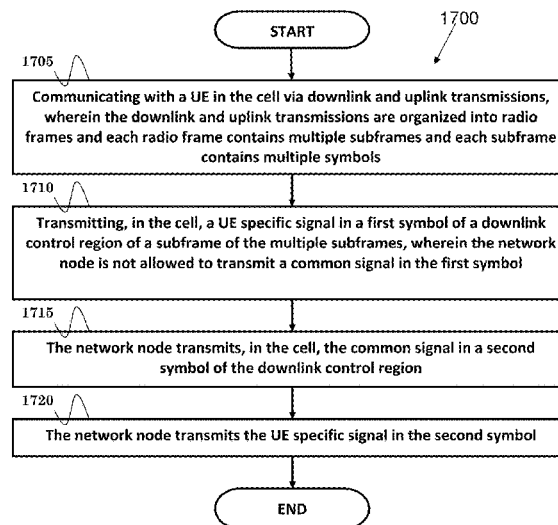 START
1700
1705
Communicating with a UE in the cell via downlink and uplink transmissions,
wherein the downlink and uplink transmissions are organized into radio
frames and each radio frame contains multiple subframes and each subframe
contains multiple symbols
1710
Transmitting, in the cell, a UE specific signal in a first symbol of a downlink
control region of a subframe of the multiple subframes, wherein the network
node is not allowed to transmit a common signal in the first symbol
1715
The network node transmits, in the cell, the common signal in a second
symbol of the downlink control region
1720
The network node transmits the UE specific signal in the second symbol
END